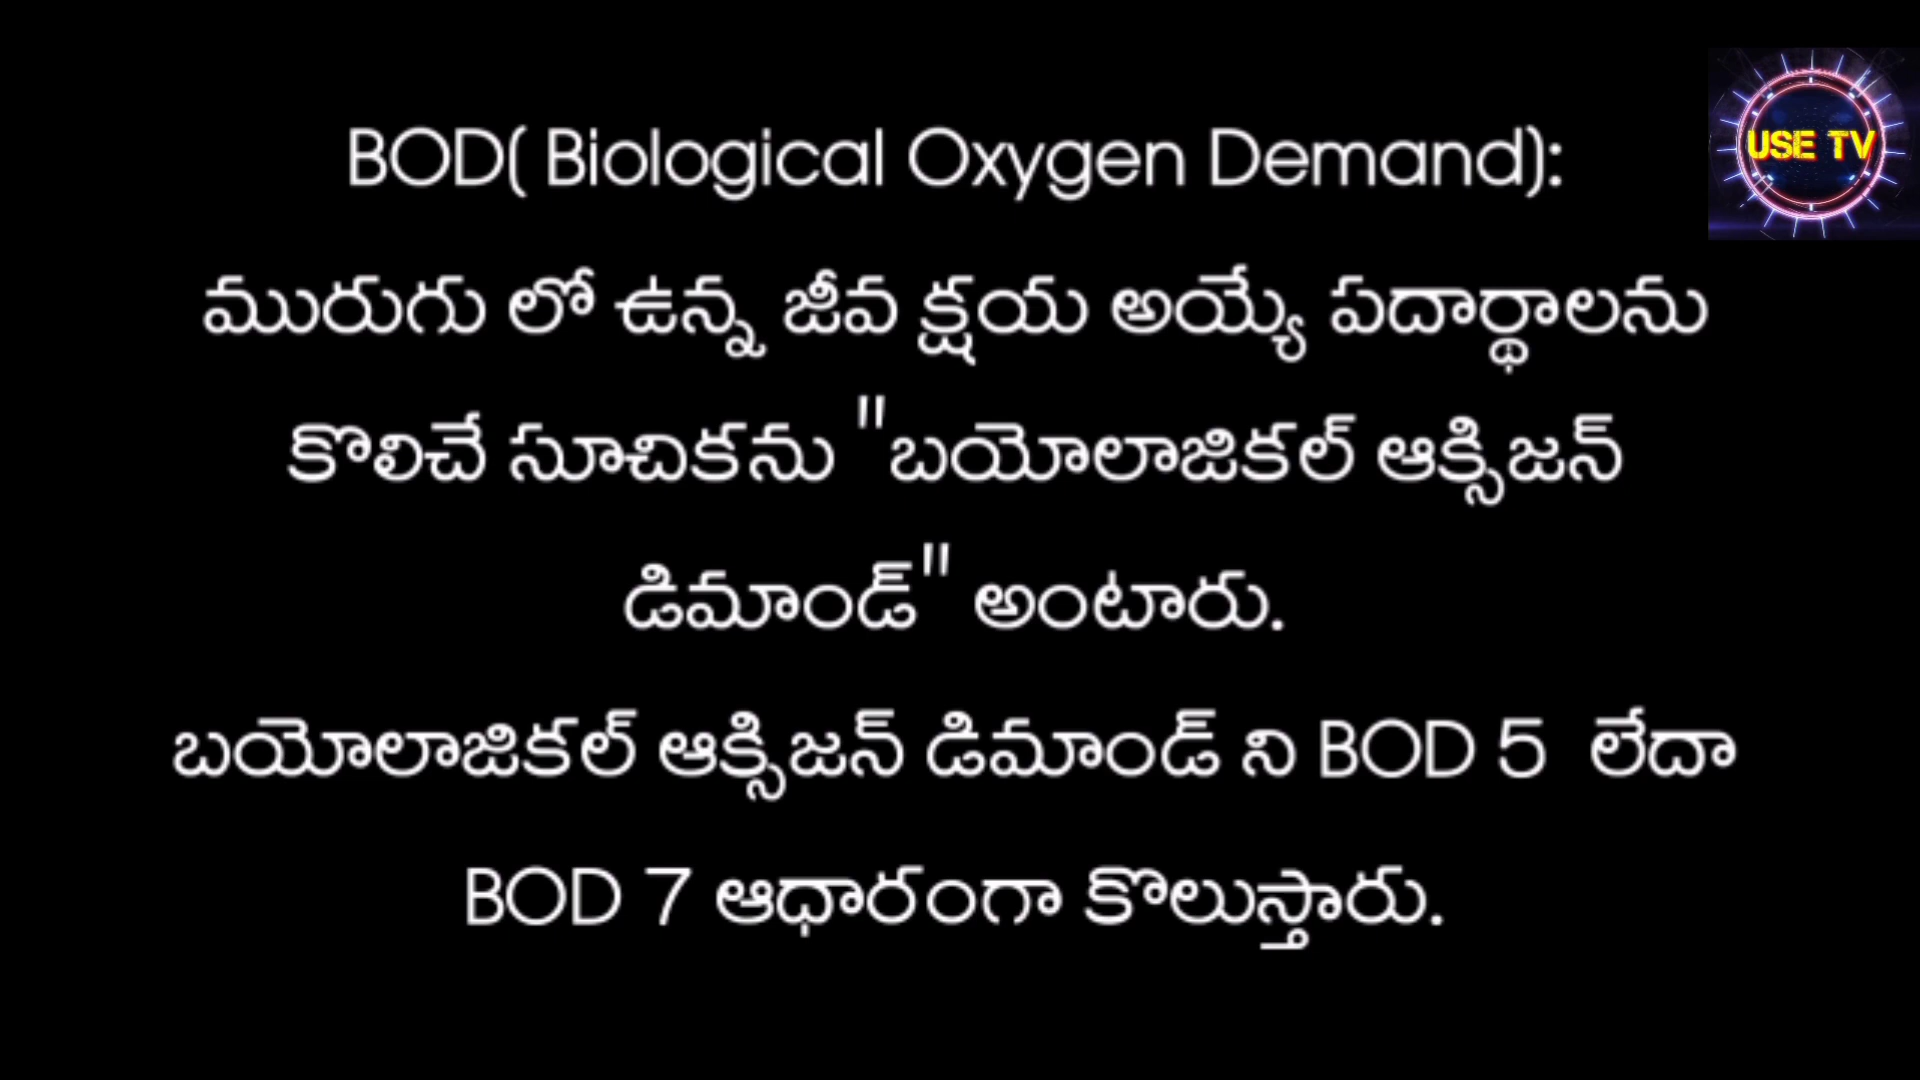 USE TV
BOD( Biological Oxygen Demand):
మురుగు లో ఉన్న జీవ క్షయ అయ్యే పదార్థాలను
కొలిచే సూచికను "బయోలాజికల్ ఆక్సిజన్
డిమాండ్" అంటారు.
బయోలాజికల్ ఆక్సిజన్ డిమాండ్ ని BOD 5 లేదా
BOD 7 ఆధారంగా కొలుస్తారు.